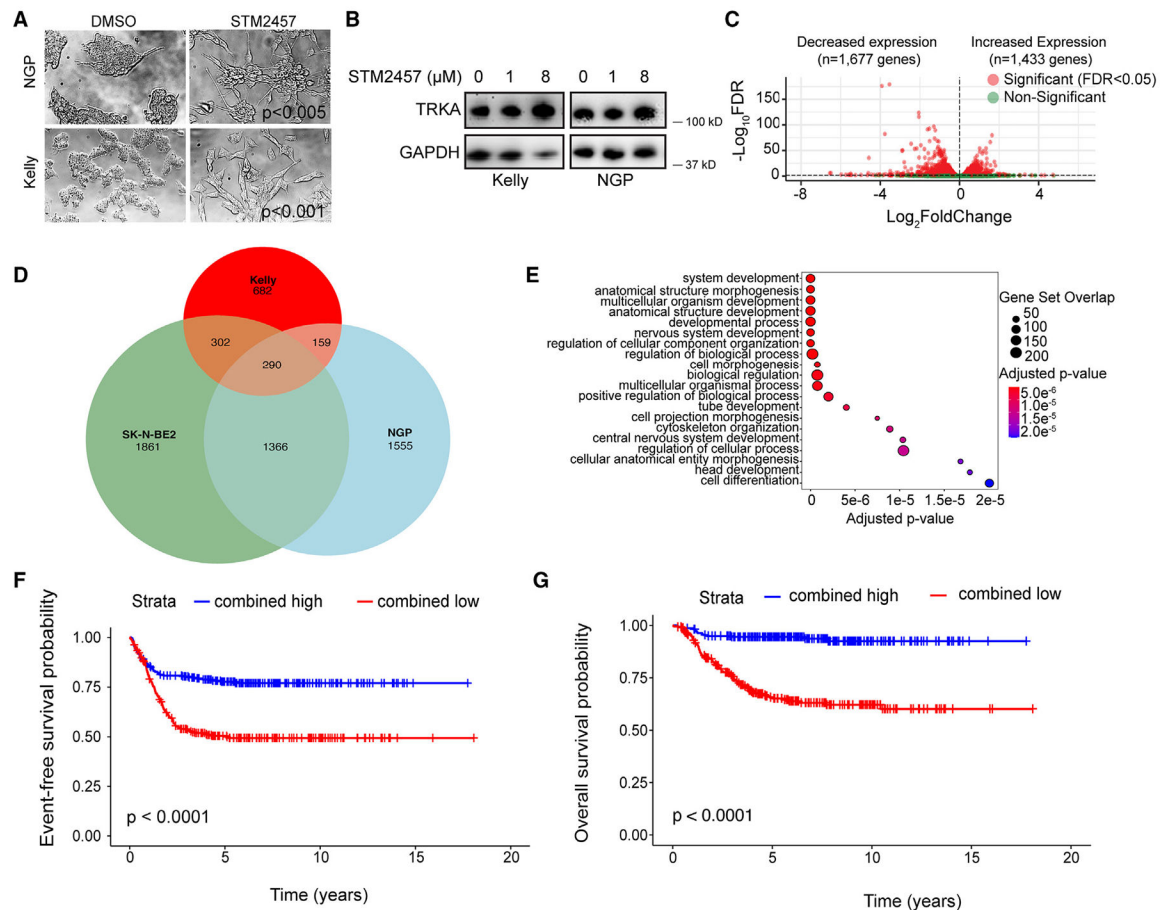 A
DMSO
STM2457
NGP
p<0.005
Kelly
p<0.001
B
STM2457 (μM) 0 1 8 0 1 8
TRKA
— 100 kD
GAPDH
— 37 kD
Kelly
NGP
C
Decreased expression
(n=1,677 genes)
Increased Expression
(n=1,433 genes)
Significant (FDR<0.05)
Non-Significant
-Log10FDR
150
100
50
0
-8 -4 0 4
Log2FoldChange
D
Kelly
682
302
159
290
SK-N-BE2
1861
1366
NGP
1555
E
system development
anatomical structure morphogenesis
multicellular organism development
anatomical structure development
developmental process
nervous system development
regulation of cellular component organization
regulation of biological process
cell morphogenesis
biological regulation
multicellular organismal process
positive regulation of biological process
tube development
cell projection morphogenesis
cytoskeleton organization
central nervous system development
regulation of cellular process
cellular anatomical entity morphogenesis
head development
cell differentiation
0 5e-6 1e-5 1.5e-5 2e-5
Adjusted p-value
Gene Set Overlap
50
100
150
200
Adjusted p-value
5.0e-6
1.0e-5
1.5e-5
2.0e-5
F
Strata combined high combined low
Event-free survival probability
1.00
0.75
0.50
0.25
0.00
p < 0.0001
0 5 10 15 20
Time (years)
G
Strata combined high combined low
Overall survival probability
1.00
0.75
0.50
0.25
0.00
p < 0.0001
0 5 10 15 20
Time (years)